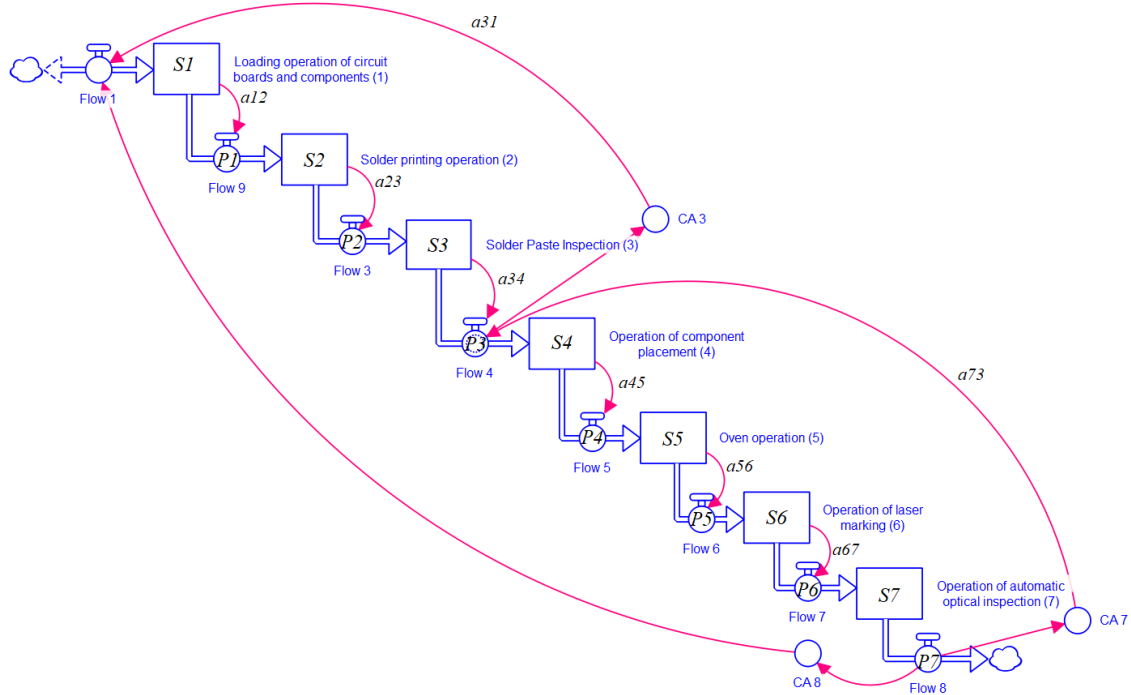 a31
S1
Loading operation of circuit
boards and components (1)
Flow 1
a12
P1
Flow 9
S2
Solder printing operation (2)
a23
P2
Flow 3
CA 3
S3
Solder Paste Inspection (3)
a34
P3
Flow 4
S4
Operation of component
placement (4)
a73
a45
P4
Flow 5
S5
Oven operation (5)
a56
P5
Flow 6
S6
Operation of laser
marking (6)
a67
P6
Flow 7
S7
Operation of automatic
optical inspection (7)
CA 7
P7
Flow 8
CA 8